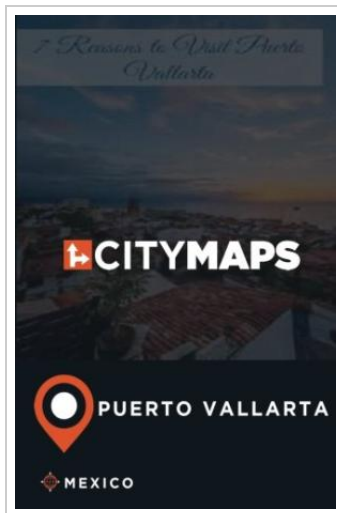 7 Reasons to Visit Puerto
Vallarta
CITYMAPS
PUERTO VALLARTA
MEXICO